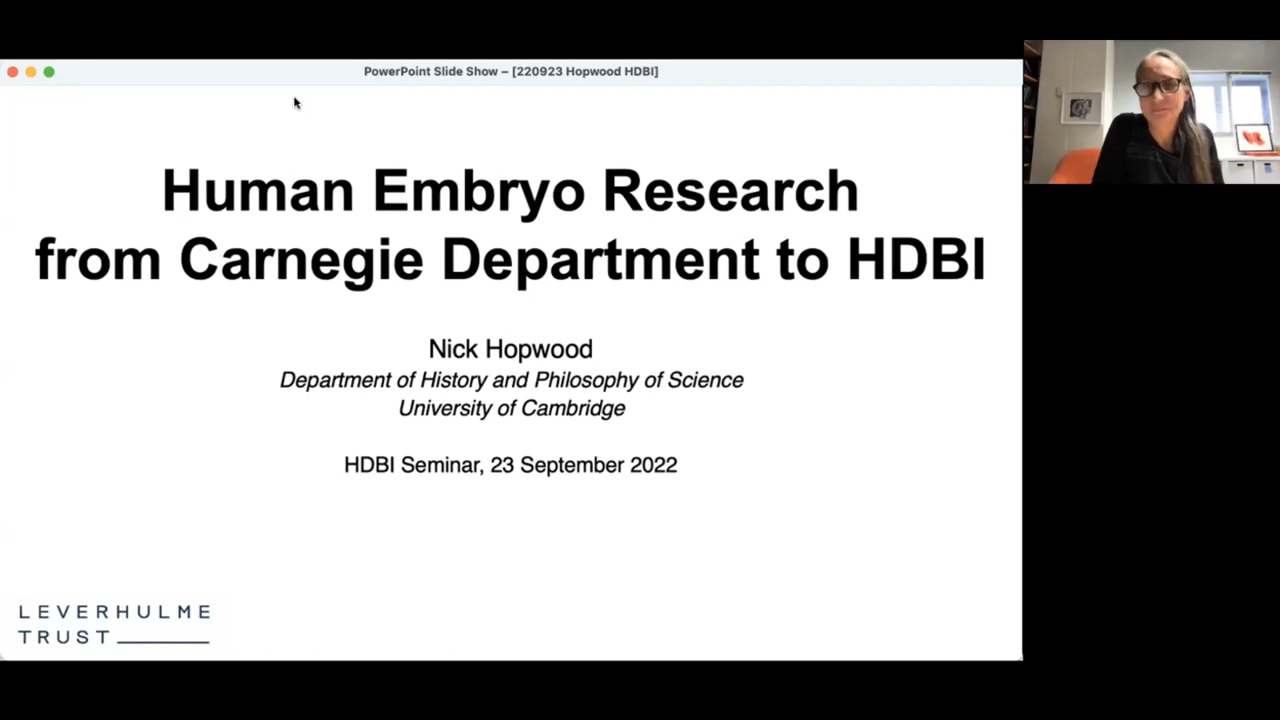 PowerPoint Slide Show – [220923 Hopwood HDBI]
Human Embryo Research
from Carnegie Department to HDBI
Nick Hopwood
Department of History and Philosophy of Science
University of Cambridge
HDBI Seminar, 23 September 2022
LEVERHULME
TRUST